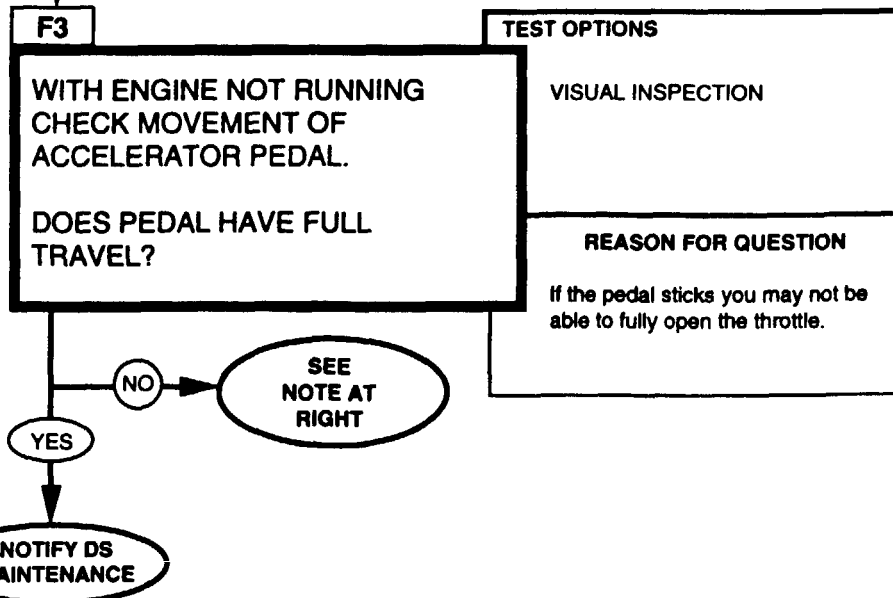 F3
WITH ENGINE NOT RUNNING
CHECK MOVEMENT OF
ACCELERATOR PEDAL.
DOES PEDAL HAVE FULL
TRAVEL?
TEST OPTIONS
VISUAL INSPECTION
REASON FOR QUESTION
If the pedal sticks you may not be
able to fully open the throttle.
NO
SEE
NOTE AT
RIGHT
YES
NOTIFY DS
AINTENANCE